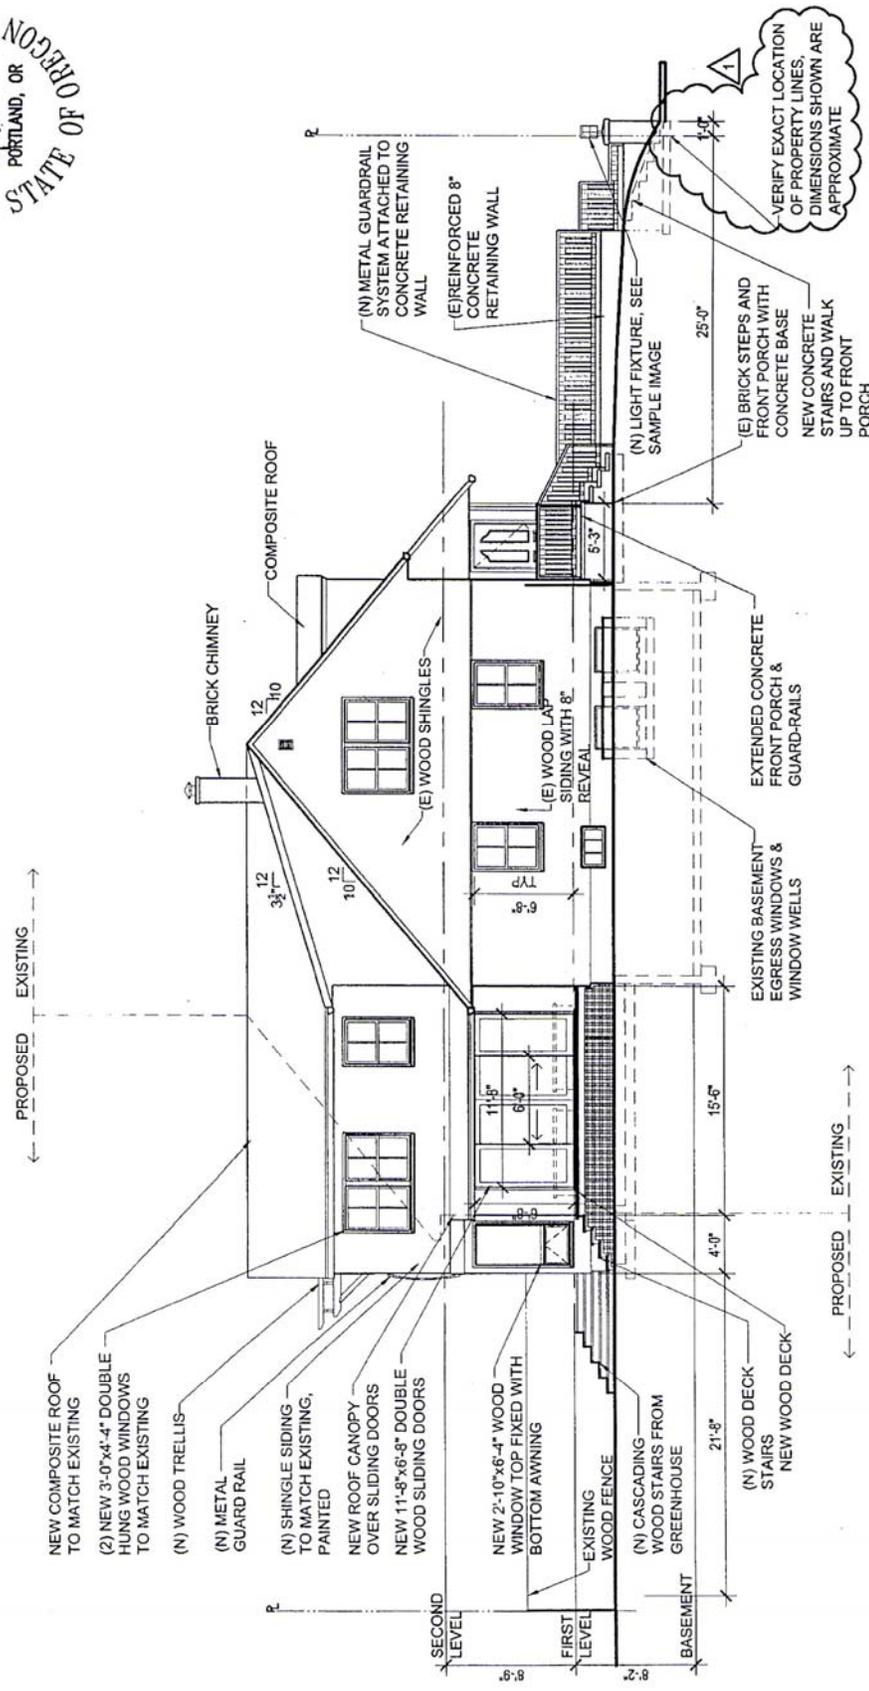 PORTLAND, OR
STATE OF OREGON
PROPOSED
EXISTING
NEW COMPOSITE ROOF
TO MATCH EXISTING
(2) NEW 3'-0"x4'-4" DOUBLE
HUNG WOOD WINDOWS
TO MATCH EXISTING
(N) WOOD TRELLIS
(N) METAL
GUARD RAIL
(N) SHINGLE SIDING
TO MATCH EXISTING,
PAINTED
NEW ROOF CANOPY
OVER SLIDING DOORS
NEW 11'-8"x6'-8" DOUBLE
WOOD SLIDING DOORS
NEW 2'-10"x6'-4" WOOD
WINDOW TOP FIXED WITH
BOTTOM AWNING
EXISTING
WOOD FENCE
(N) CASCADING
WOOD STAIRS FROM
GREENHOUSE
(N) WOOD DECK
STAIRS
NEW WOOD DECK
BRICK CHIMNEY
COMPOSITE ROOF
12
3½"
12
10
12
10
(E) WOOD SHINGLES
(E) WOOD LAP
SIDING WITH 8"
REVEAL
6'-8"
TYP
11'-8"
6'-0"
6'-8"
5'-3"
(N) METAL GUARDRAIL
SYSTEM ATTACHED TO
CONCRETE RETAINING
WALL
(E)REINFORCED 8"
CONCRETE
RETAINING WALL
(N) LIGHT FIXTURE, SEE
SAMPLE IMAGE
(E) BRICK STEPS AND
FRONT PORCH WITH
CONCRETE BASE
NEW CONCRETE
STAIRS AND WALK
UP TO FRONT
PORCH
EXTENDED CONCRETE
FRONT PORCH &
GUARD-RAILS
EXISTING BASEMENT
EGRESS WINDOWS &
WINDOW WELLS
PL
PL
1
VERIFY EXACT LOCATION
OF PROPERTY LINES,
DIMENSIONS SHOWN ARE
APPROXIMATE
1'-0"
25'-0"
15'-6"
4'-0"
21'-8"
SECOND
LEVEL
FIRST
LEVEL
BASEMENT
8'-9"
8'-2"
PROPOSED
EXISTING